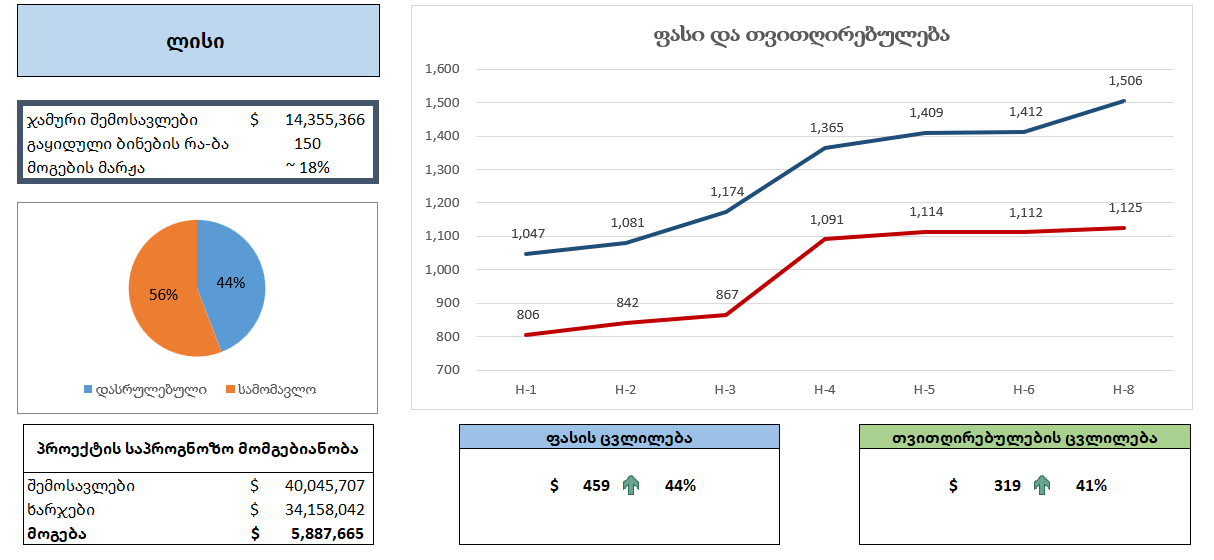 ლისი
ჯამური შემოსავლები $ 14,355,366
გაყიდული ბინების რა-ბა 150
მოგების მარჟა ~ 18%
44%
56%
დასრულებული სამომავლო
პროექტის საპროგნოზო მომგებიანობა
შემოსავლები $ 40,045,707
ხარჯები $ 34,158,042
მოგება $ 5,887,665
ფასი და თვითღირებულება
1,600
1,500
1,400
1,300
1,200
1,100
1,000
900
800
700
1,047
1,081
1,174
1,365
1,409
1,412
1,506
806
842
867
1,091
1,114
1,112
1,125
H-1 H-2 H-3 H-4 H-5 H-6 H-8
ფასის ცვლილება
$ 459 44%
თვითღირებულების ცვლილება
$ 319 41%